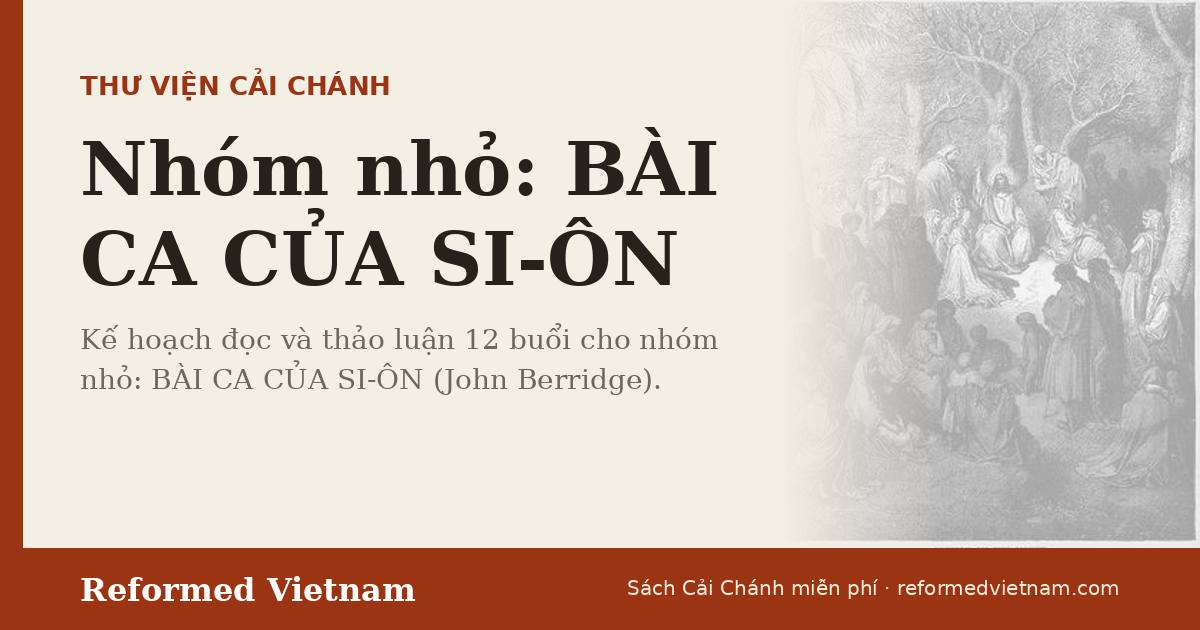 THƯ VIỆN CẢI CHÁNH
Nhóm nhỏ: BÀI
CA CỦA SI-ÔN
Kế hoạch đọc và thảo luận 12 buổi cho nhóm
nhỏ: BÀI CA CỦA SI-ÔN (John Berridge).
Reformed Vietnam
Sách Cải Chánh miễn phí · reformedvietnam.com